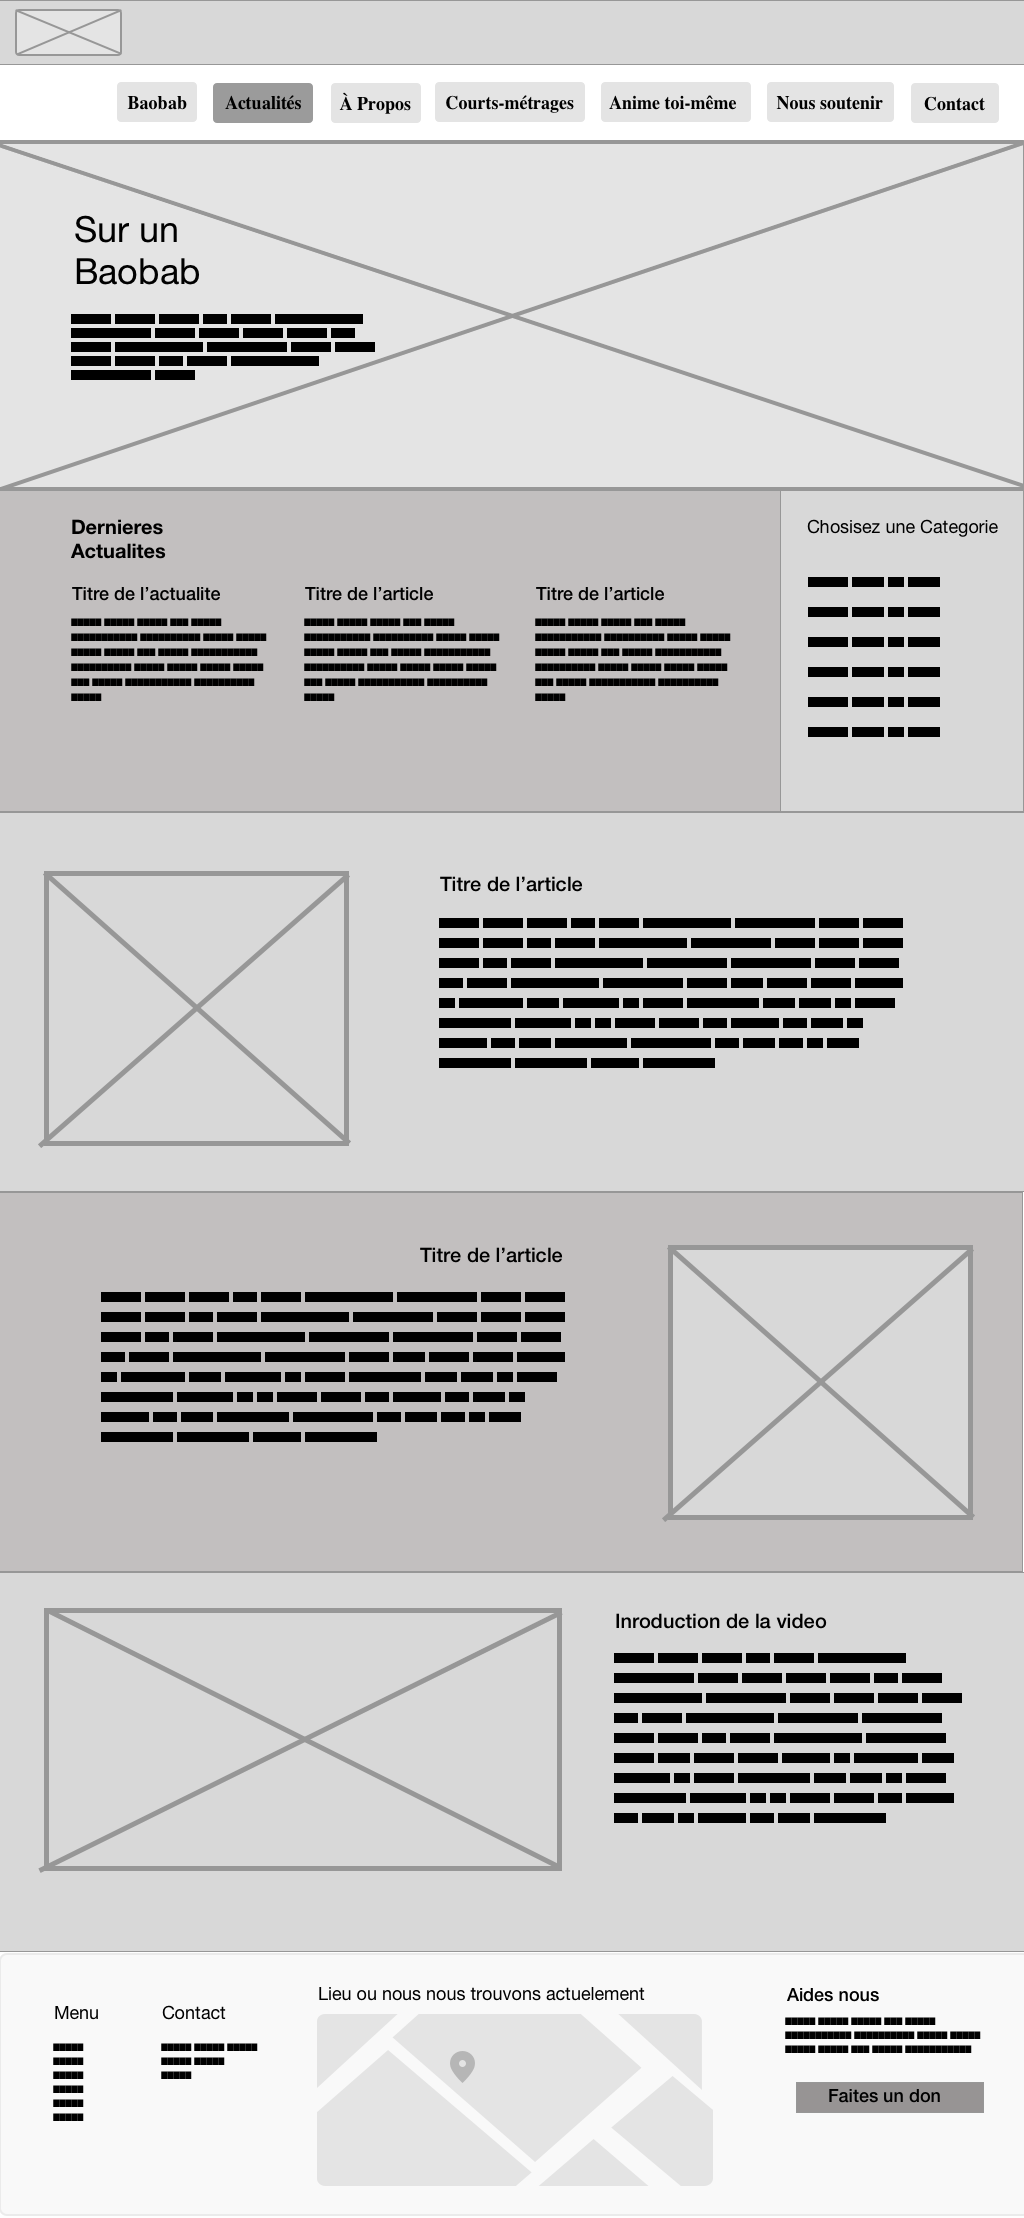 Baobab
Actualités
À Propos
Courts-métrages
Anime toi-même
Nous soutenir
Contact
Sur un
Baobab
Dernieres
Actualites
Titre de l’actualite
Titre de l’article
Titre de l’article
Chosisez une Categorie
Titre de l’article
Titre de l’article
Inroduction de la video
Menu
Contact
Lieu ou nous nous trouvons actuelement
Aides nous
Faites un don